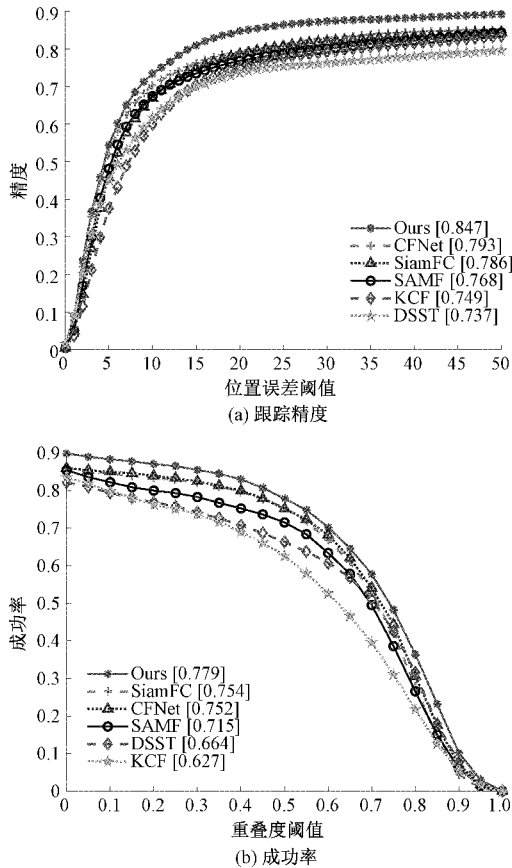 0.9
0.8
0.7
0.6
0.5
0.4
0.3
0.2
0.1
0
精度
Ours [0.847]
CFNet [0.793]
SiamFC [0.786]
SAMF [0.768]
KCF [0.749]
DSST [0.737]
0 5 10 15 20 25 30 35 40 45 50
位置误差阈值
(a) 跟踪精度
0.9
0.8
0.7
0.6
0.5
0.4
0.3
0.2
0.1
0
成功率
Ours [0.779]
SiamFC [0.754]
CFNet [0.752]
SAMF [0.715]
DSST [0.664]
KCF [0.627]
0 0.1 0.2 0.3 0.4 0.5 0.6 0.7 0.8 0.9 1.0
重叠度阈值
(b) 成功率